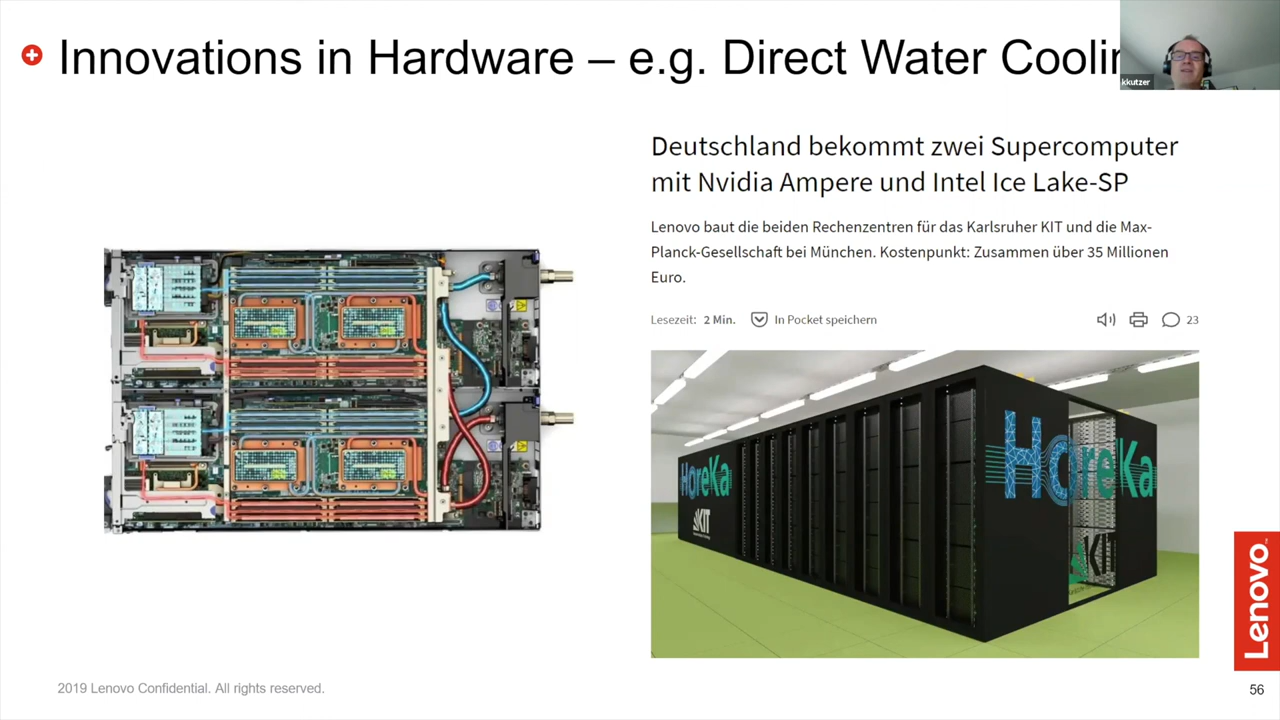 Innovations in Hardware – e.g. Direct Water Coolin
kkutzer
Deutschland bekommt zwei Supercomputer
mit Nvidia Ampere und Intel Ice Lake-SP
Lenovo baut die beiden Rechenzentren für das Karlsruher KIT und die Max-
Planck-Gesellschaft bei München. Kostenpunkt: Zusammen über 35 Millionen
Euro.
Lesezeit: 2 Min. In Pocket speichern 23
HoreKa
KIT
HoreKa
KIT
Lenovo™
2019 Lenovo Confidential. All rights reserved.
56